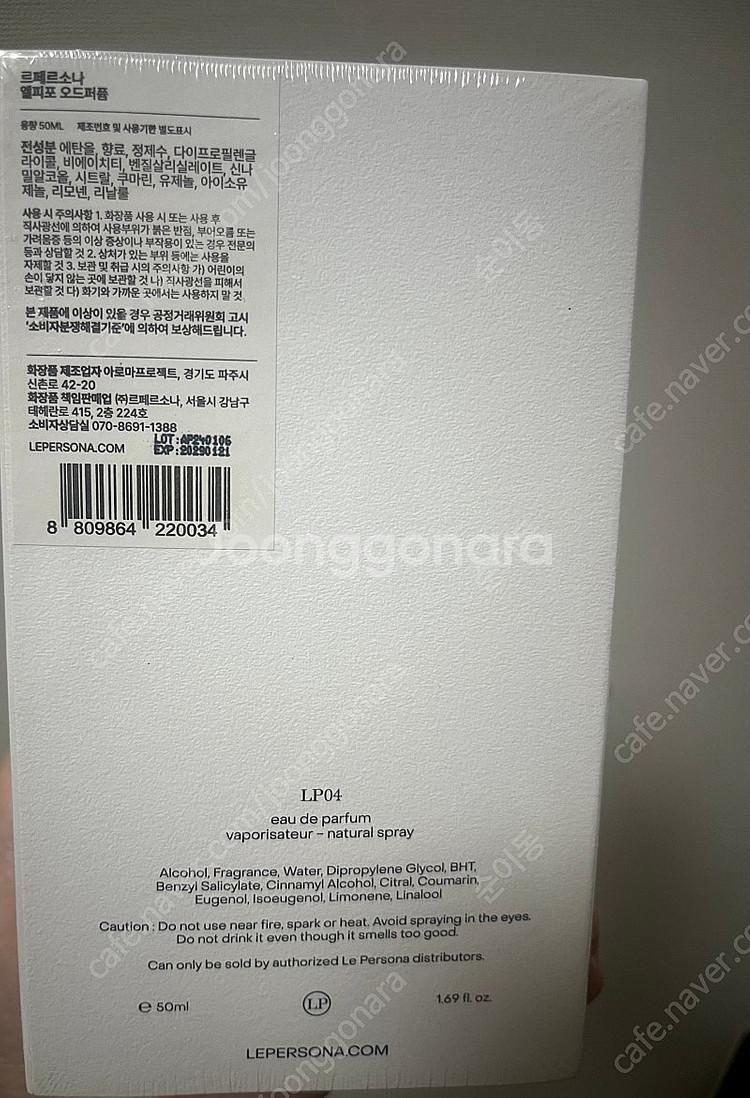 르페르소나
엘피포 오드퍼퓸
용량 50ML 제조번호 및 사용기한 별도표시
전성분 에탄올, 향료, 정제수, 다이프로필렌글
라이콜, 비에이치티, 벤질살리실레이트, 신나
밀알코올, 시트랄, 쿠마린, 유제놀, 아이소유
제놀, 리모넨, 리날룰
사용 시 주의사항 1. 화장품 사용 시 또는 사용 후
직사광선에 의하여 사용부위가 붉은 반점, 부어오름 또는
가려움증 등의 이상 증상이나 부작용이 있는 경우 전문의
등과 상담할 것 2. 상처가 있는 부위 등에는 사용을
자제할 것 3. 보관 및 취급 시의 주의사항 가) 어린이의
손이 닿지 않는 곳에 보관할 것 나) 직사광선을 피해서
보관할 것 다) 화기와 가까운 곳에서는 사용하지 말 것
본 제품에 이상이 있을 경우 공정거래위원회 고시
'소비자분쟁해결기준'에 의하여 보상해드립니다.
화장품 제조업자 아로마프로젝트, 경기도 파주시
신촌로 42-20
화장품 책임판매업 (주)르페르소나, 서울시 강남구
테헤란로 415, 2층 224호
소비자상담실 070-8691-1388
LEPERSONA.COM
LOT:AP240106
EXP:20290121
8 809864 220034
Joonggonara
LP04
eau de parfum
vaporisateur – natural spray
Alcohol, Fragrance, Water, Dipropylene Glycol, BHT,
Benzyl Salicylate, Cinnamyl Alcohol, Citral, Coumarin,
Eugenol, Isoeugenol, Limonene, Linalool
Caution : Do not use near fire, spark or heat. Avoid spraying in the eyes.
Do not drink it even though it smells too good.
Can only be sold by authorized Le Persona distributors.
℮ 50ml
LP
1.69 fl. oz.
LEPERSONA.COM